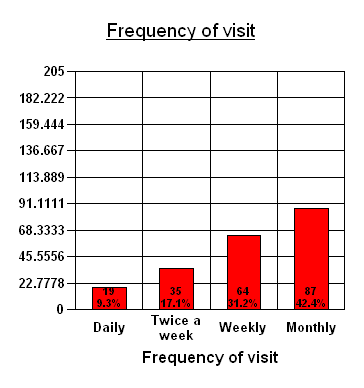 Frequency of visit
205
182.222
159.444
136.667
113.889
91.1111
68.3333
45.5556
22.7778
0
19
9.3%
35
17.1%
64
31.2%
87
42.4%
Daily
Twice a
week
Weekly
Monthly
Frequency of visit